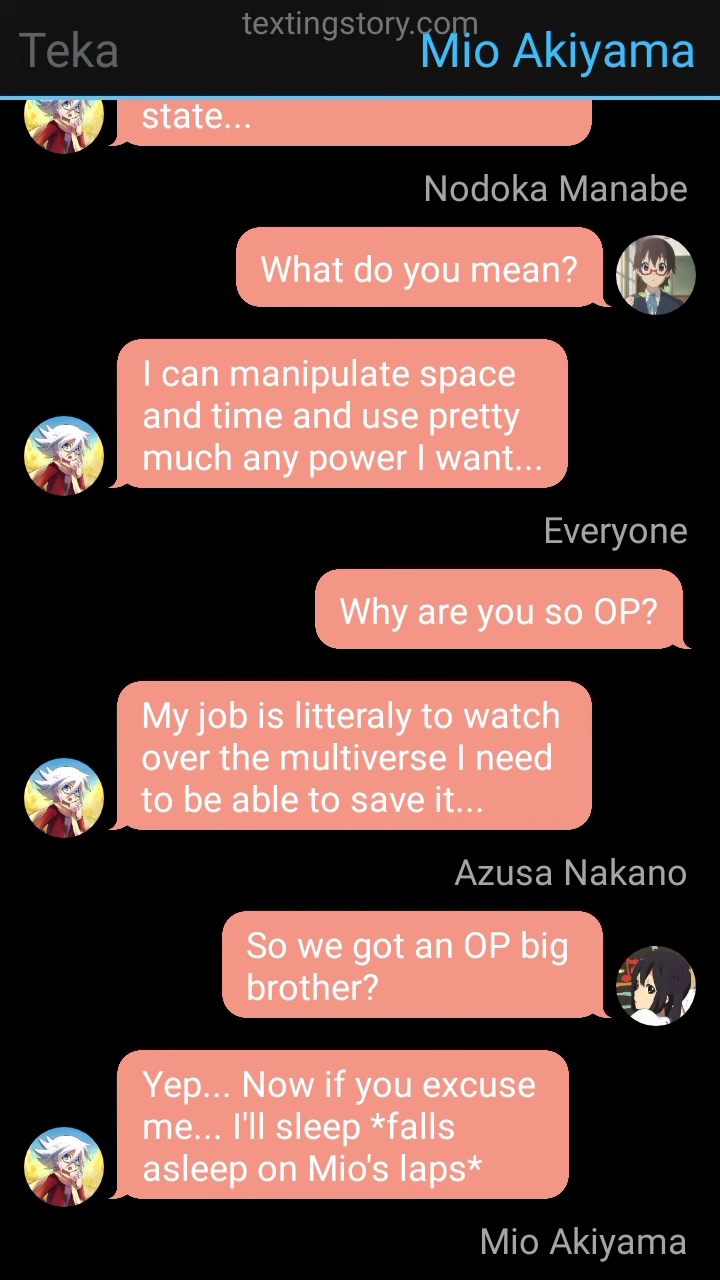 textingstory.com
Teka
Mio Akiyama
state...
Nodoka Manabe
What do you mean?
I can manipulate space
and time and use pretty
much any power I want...
Everyone
Why are you so OP?
My job is litteraly to watch
over the multiverse I need
to be able to save it...
Azusa Nakano
So we got an OP big
brother?
Yep... Now if you excuse
me... I'll sleep *falls
asleep on Mio's laps*
Mio Akiyama